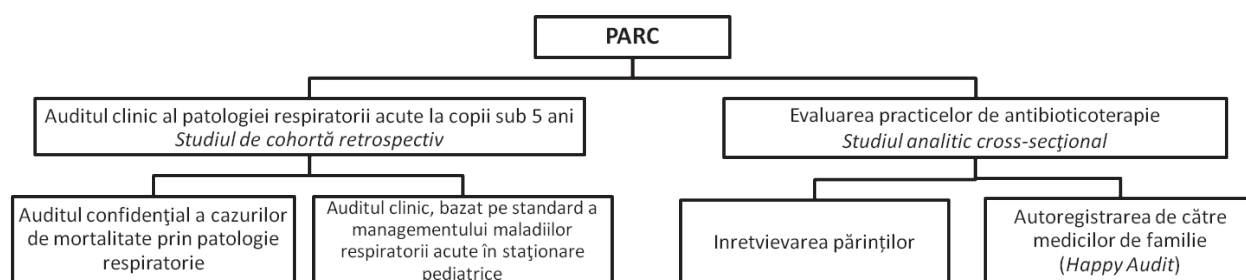 PARC
Auditul clinic al patologiei respiratorii acute la copii sub 5 ani
Studiul de cohortă retrospectiv
Evaluarea practicelor de antibioticoterapie
Studiul analitic cross-secţional
Auditul confidenţial a cazurilor
de mortalitate prin patologie
respiratorie
Auditul clinic, bazat pe standard a
managementului maladiilor
respiratorii acute în staţionare
pediatrice
Inretvievarea părinților
Autoregistrarea de către
medicilor de familie
(Happy Audit)